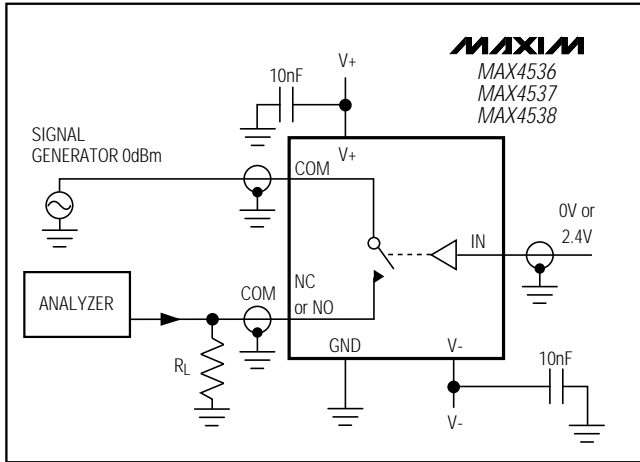 MAXIM
MAX4536
MAX4537
MAX4538
V+
10nF
V+
SIGNAL
GENERATOR 0dBm
COM
IN
0V or
2.4V
ANALYZER
COM
NC
or NO
RL
GND
V-
10nF
V-